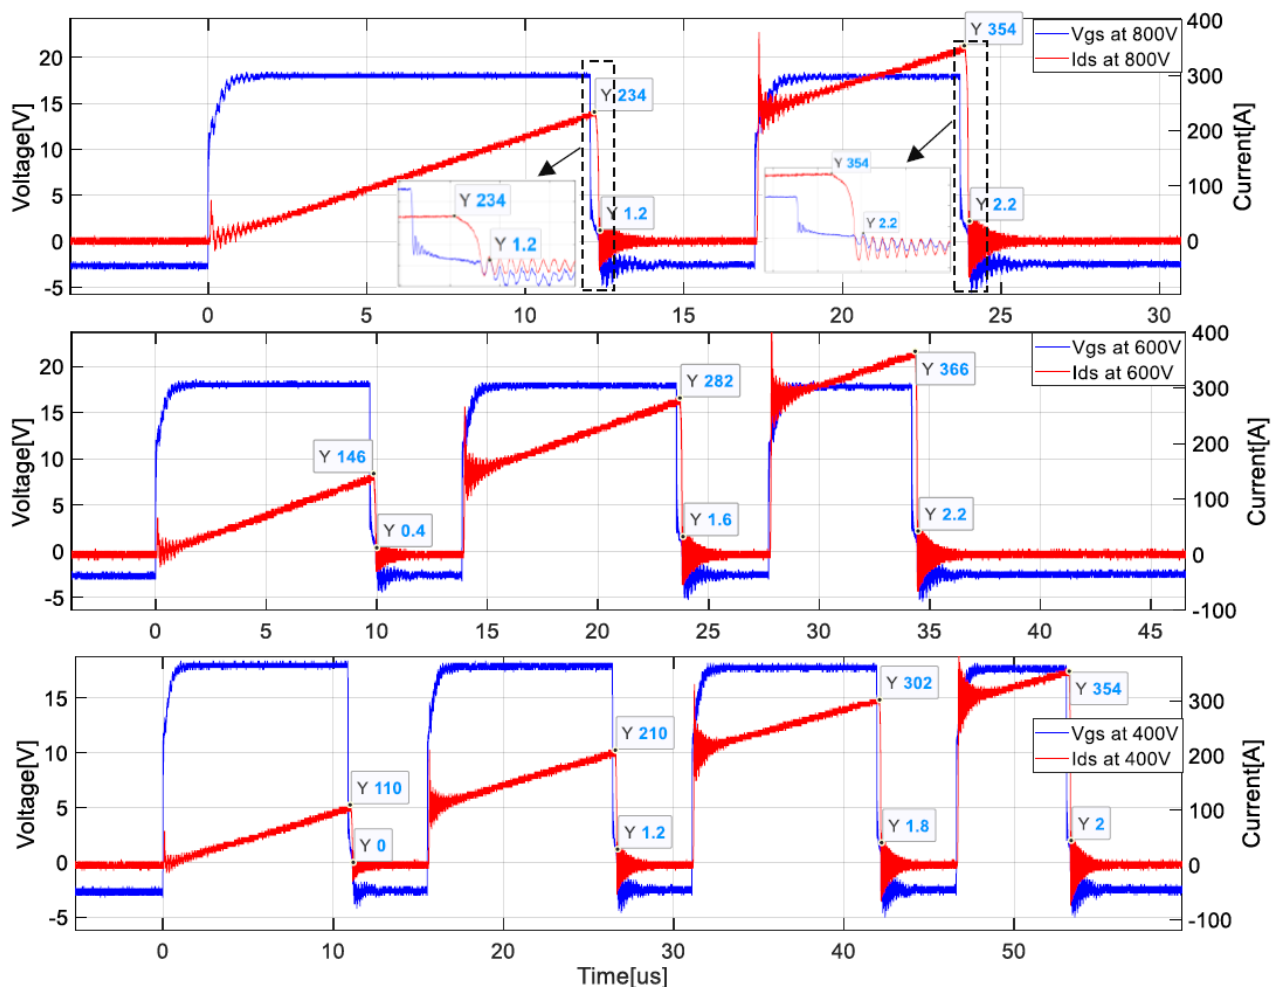 Y 354
400
Vgs at 800V
Ids at 800V
20
300
Y 234
15
200
10
Y 354
Y 234
5
100
Y 1.2
Y 2.2
Y 2.2
Y 1.2
0
0
-5
Voltage[V]
Current[A]
0
5
10
15
20
25
30
400
Vgs at 600V
Ids at 600V
20
Y 366
Y 282
300
15
Y 146
200
10
100
5
Y 0.4
Y 1.6
Y 2.2
0
0
-5
-100
Voltage[V]
Current[A]
0
5
10
15
20
25
30
35
40
45
Y 302
Y 354
15
300
Y 210
Vgs at 400V
Ids at 400V
10
200
Y 110
5
100
Y 0
Y 1.2
Y 1.8
Y 2
0
0
-5
-100
Voltage[V]
Current[A]
0
10
20
30
40
50
Time[us]